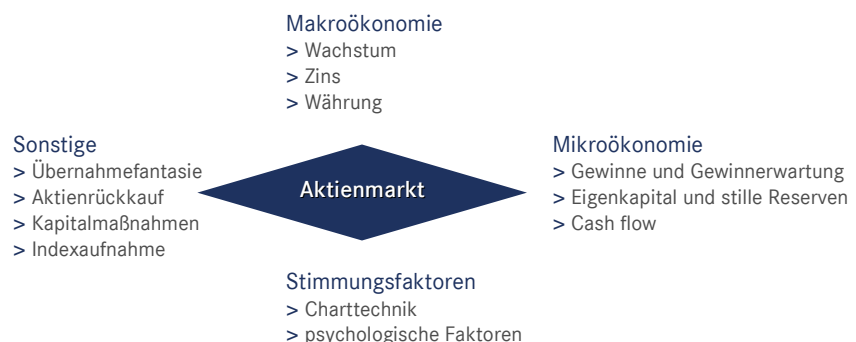 Makroökonomie
> Wachstum
> Zins
> Währung
Sonstige
> Übernahmefantasie
> Aktienrückkauf
> Kapitalmaßnahmen
> Indexaufnahme
Aktienmarkt
Mikroökonomie
> Gewinne und Gewinnerwartung
> Eigenkapital und stille Reserven
> Cash flow
Stimmungsfaktoren
> Charttechnik
> psychologische Faktoren